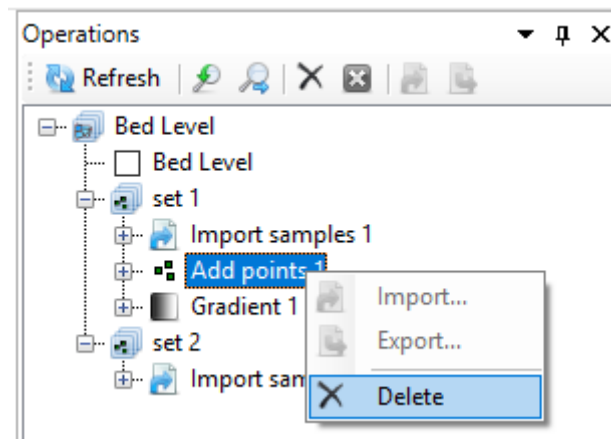 Operations
Refresh
Bed Level
Bed Level
set 1
Import samples 1
Add points 1
Gradient 1
set 2
Import sam
Import...
Export...
Delete